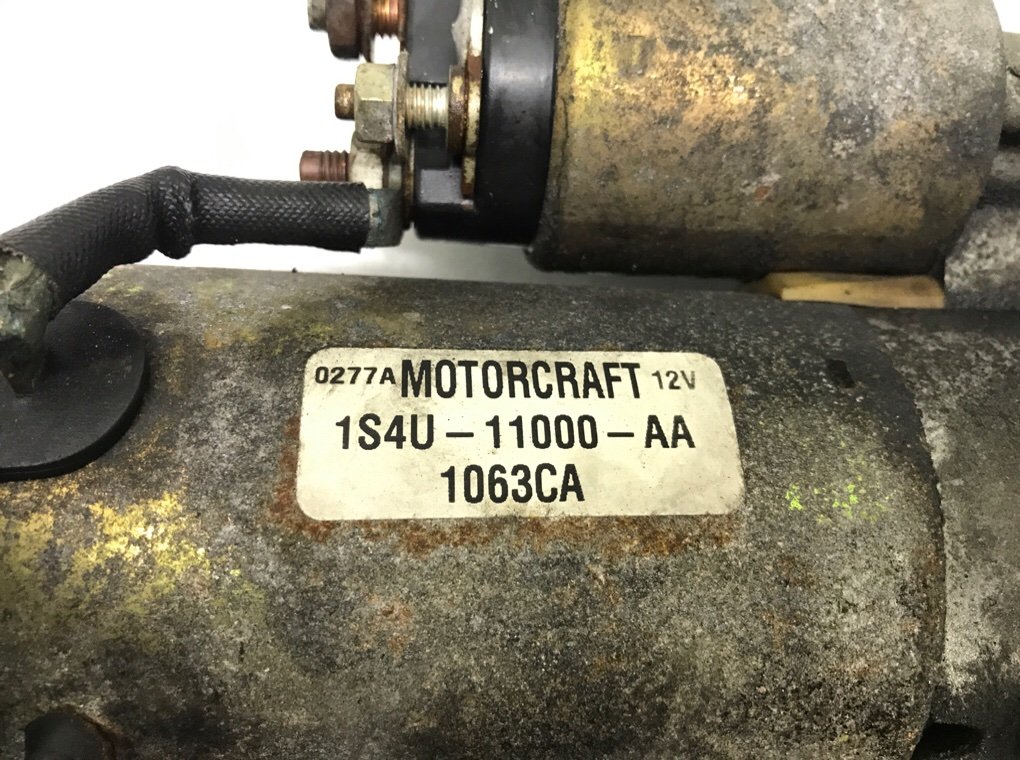 0277A MOTORCRAFT 12V
1S4U-11000-AA
1063CA